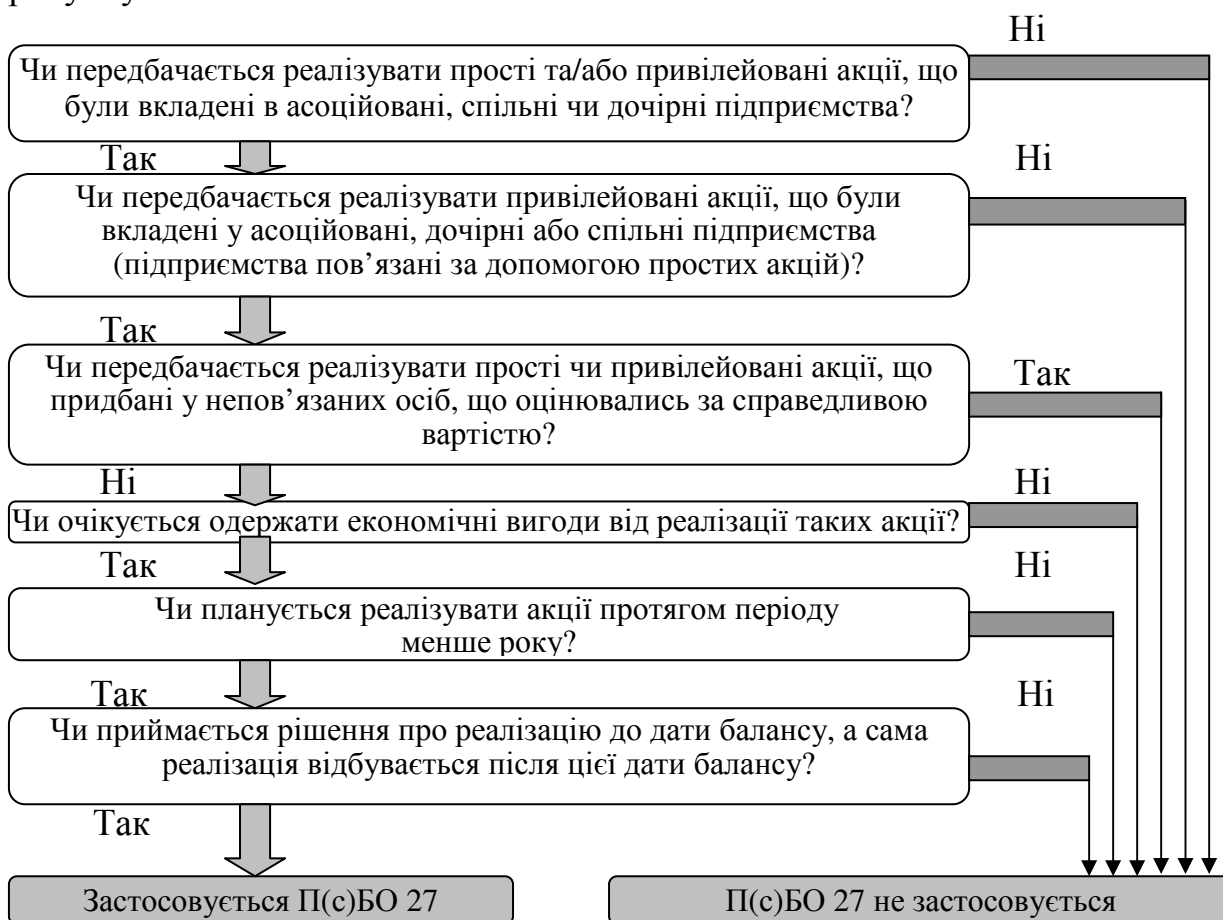 Ні
Чи передбачається реалізувати прості та/або привілейовані акції, що
були вкладені в асоційовані, спільні чи дочірні підприємства?
Так
Ні
Чи передбачається реалізувати привілейовані акції, що були
вкладені у асоційовані, дочірні або спільні підприємства
(підприємства пов’язані за допомогою простих акцій)?
Так
Чи передбачається реалізувати прості чи привілейовані акції, що
придбані у непов’язаних осіб, що оцінювались за справедливою
вартістю?
Так
Ні
Ні
Чи очікується одержати економічні вигоди від реалізації таких акції?
Так
Ні
Чи планується реалізувати акції протягом періоду
менше року?
Так
Ні
Чи приймається рішення про реалізацію до дати балансу, а сама
реалізація відбувається після цієї дати балансу?
Так
Застосовується П(с)БО 27
П(с)БО 27 не застосовується